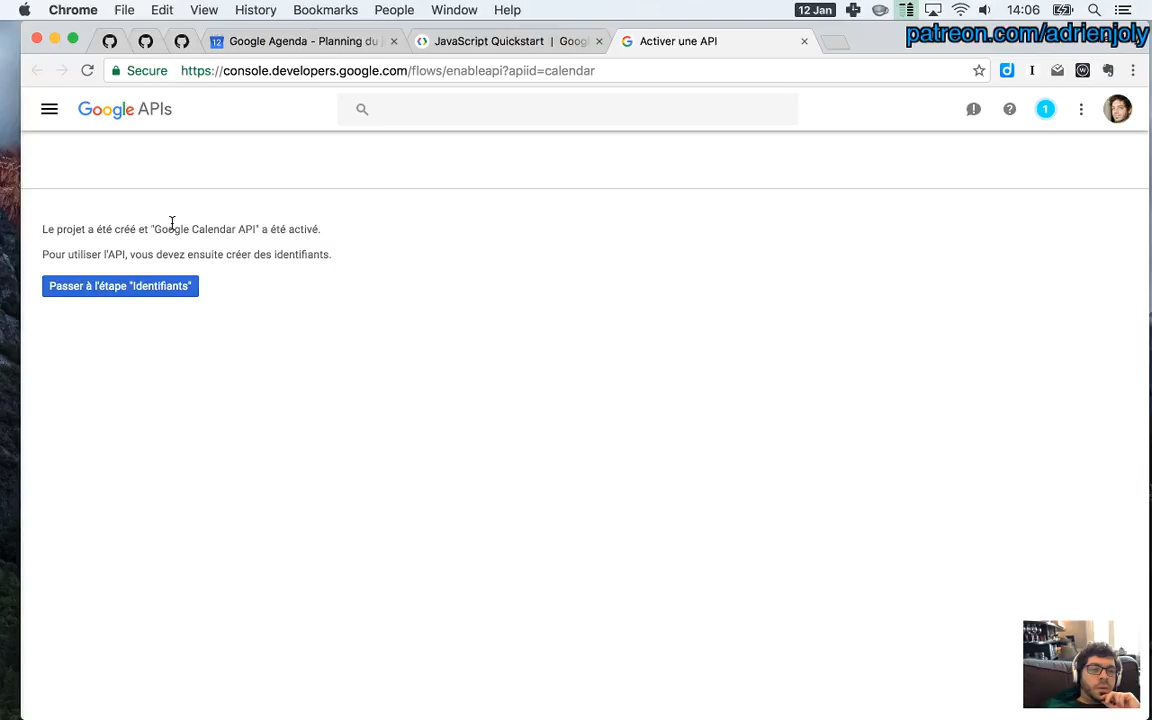 Chrome File Edit View History Bookmarks People Window Help 12 Jan 14:06
patreon.com/adrienjoly
12 Google Agenda - Planning du j
JavaScript Quickstart | Goog
Activer une API
Secure https://console.developers.google.com/flows/enableapi?apiid=calendar
Google APIs
1
Le projet a été créé et "Google Calendar API" a été activé.
Pour utiliser l'API, vous devez ensuite créer des identifiants.
Passer à l'étape "Identifiants"